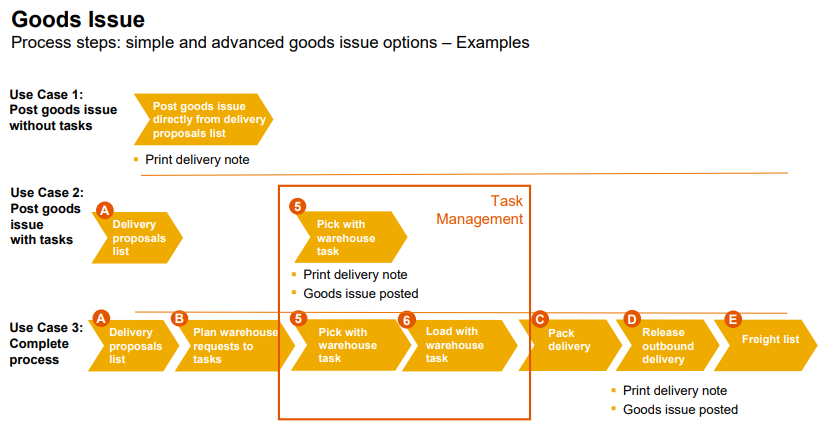 Goods Issue
Process steps: simple and advanced goods issue options – Examples
Use Case 1:
Post goods issue
without tasks
Post goods issue
directly from delivery
proposals list
Print delivery note
Use Case 2:
Post goods
issue
with tasks
A
Delivery
proposals
list
Task
Management
5
Pick with
warehouse
task
Print delivery note
Goods issue posted
Use Case 3:
Complete
process
A
Delivery
proposals
list
B
Plan warehouse
requests to
tasks
5
Pick with
warehouse
task
6
Load with
warehouse
task
C
Pack
delivery
D
Release
outbound
delivery
E
Freight list
Print delivery note
Goods issue posted